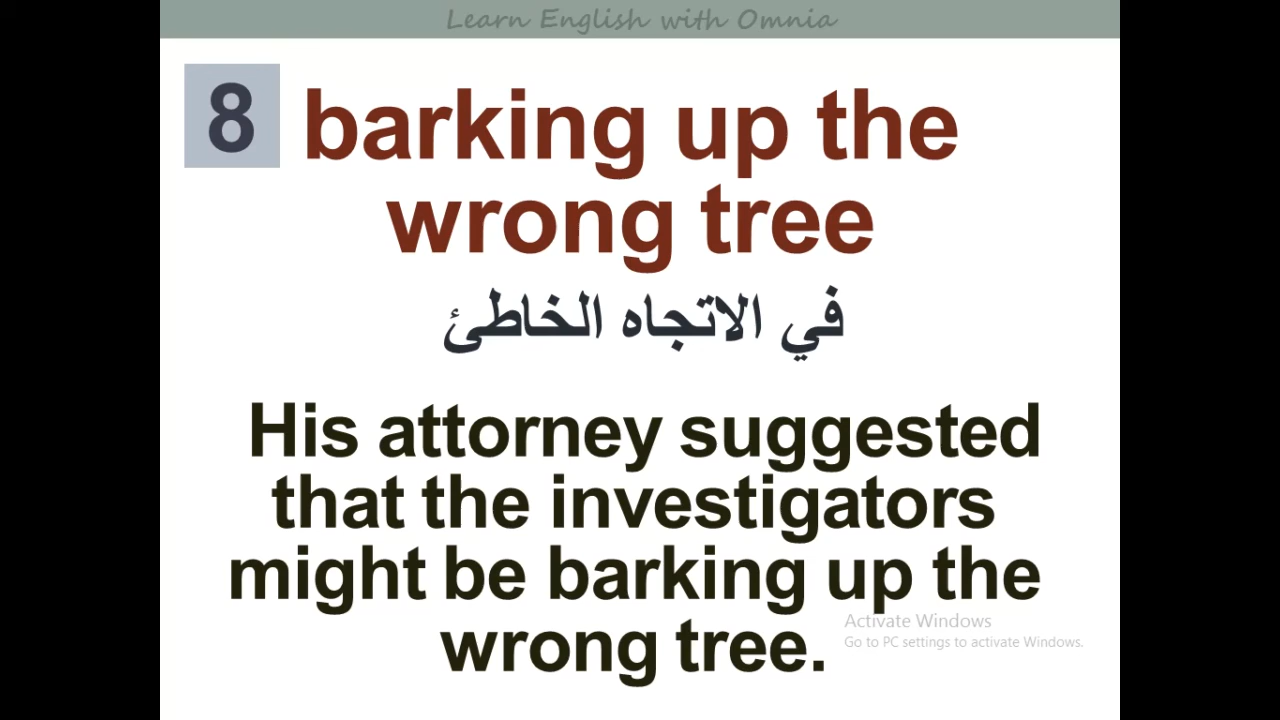 Learn English with Omnia
8
barking up the
wrong tree
في الاتجاه الخاطئ
His attorney suggested
that the investigators
might be barking up the
wrong tree.
Activate Windows
Go to PC settings to activate Windows.